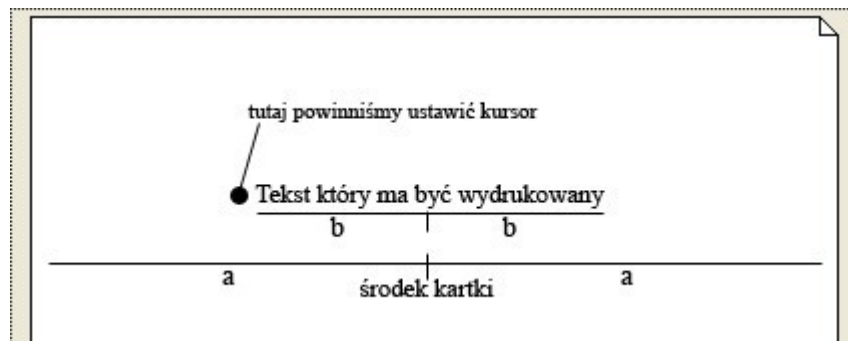 tutaj powinniśmy ustawić kursor
Tekst który ma być wydrukowany
b b
a a
środek kartki